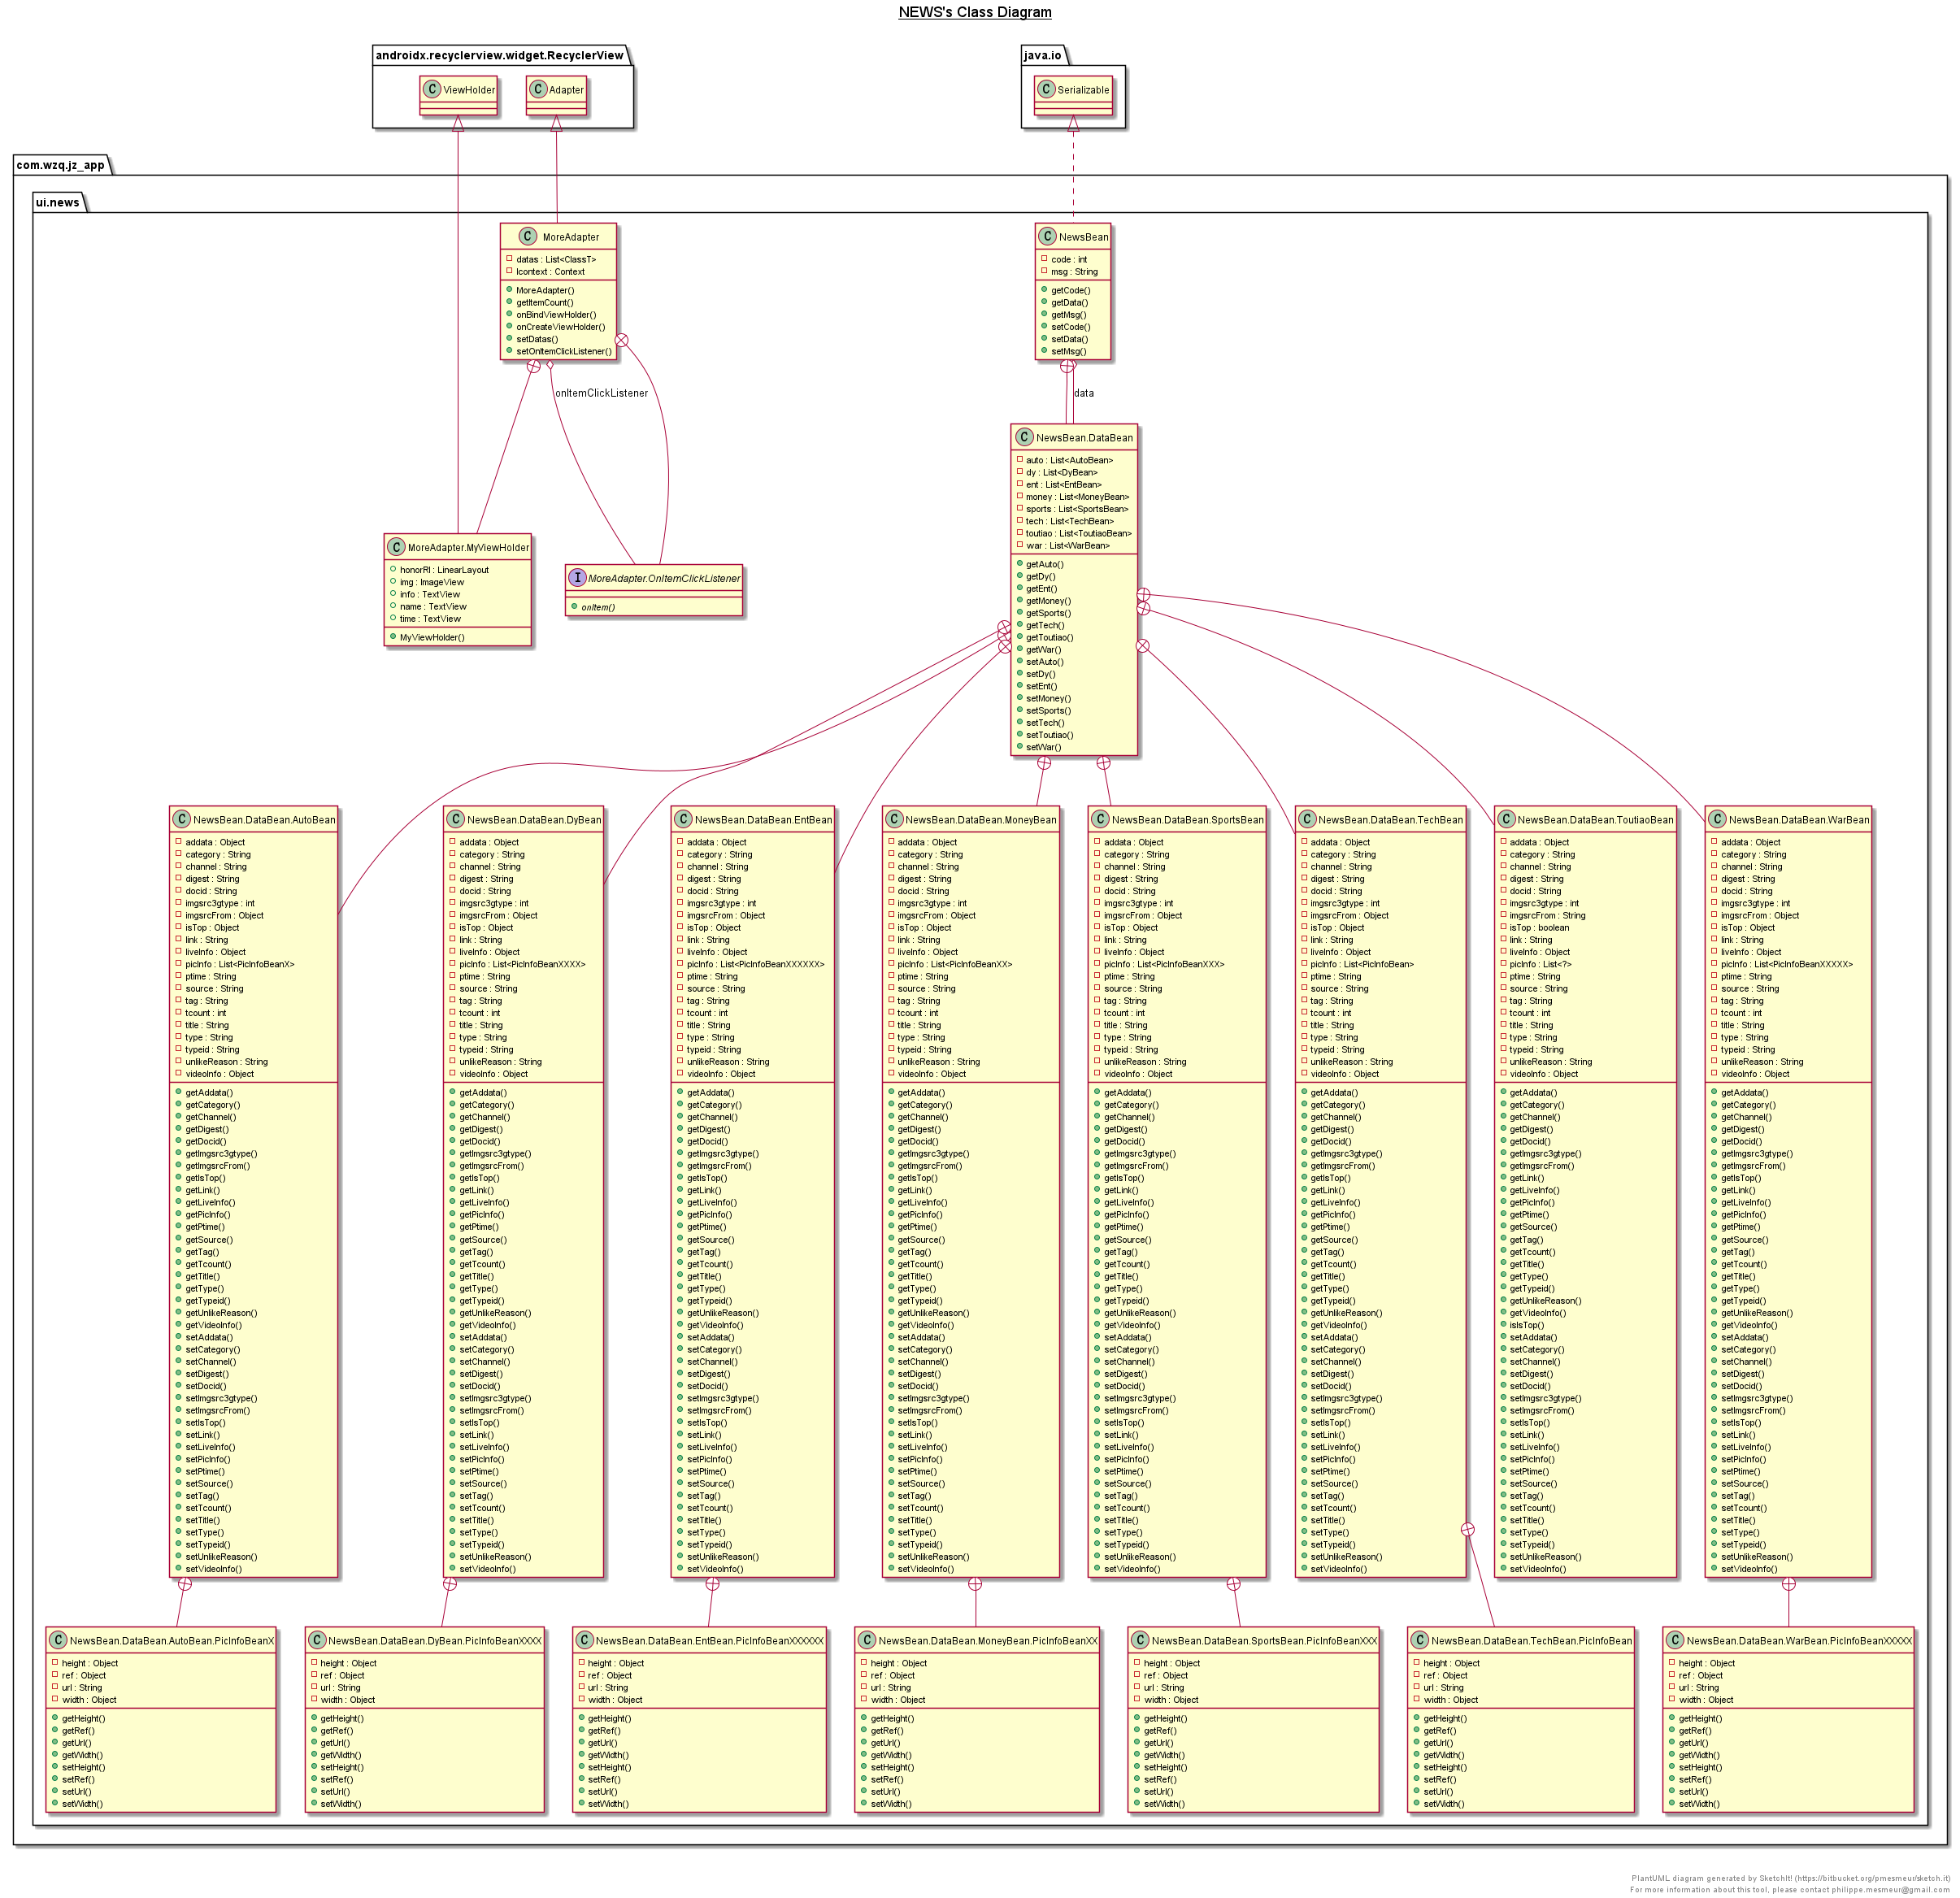 NEWS's Class Diagram
androidx.recyclerview.widget.RecyclerView
C ViewHolder
C Adapter
java.io
C Serializable
com.wzq.jz_app
ui.news
C MoreAdapter
datas : List<ClassT>
lcontext : Context
MoreAdapter()
getItemCount()
onBindViewHolder()
onCreateViewHolder()
setDatas()
setOnItemClickListener()
C NewsBean
code : int
msg : String
getCode()
getData()
getMsg()
setCode()
setData()
setMsg()
onItemClickListener
data
C MoreAdapter.MyViewHolder
honorRl : LinearLayout
img : ImageView
info : TextView
name : TextView
time : TextView
MyViewHolder()
I MoreAdapter.OnItemClickListener
onItem()
C NewsBean.DataBean
auto : List<AutoBean>
dy : List<DyBean>
ent : List<EntBean>
money : List<MoneyBean>
sports : List<SportsBean>
tech : List<TechBean>
toutiao : List<ToutiaoBean>
war : List<WarBean>
getAuto()
getDy()
getEnt()
getMoney()
getSports()
getTech()
getToutiao()
getWar()
setAuto()
setDy()
setEnt()
setMoney()
setSports()
setTech()
setToutiao()
setWar()
C NewsBean.DataBean.AutoBean
addata : Object
category : String
channel : String
digest : String
docid : String
imgsrc3gtype : int
imgsrcFrom : Object
isTop : Object
link : String
liveInfo : Object
picInfo : List<PicInfoBeanX>
ptime : String
source : String
tag : String
tcount : int
title : String
type : String
typeid : String
unlikeReason : String
videoInfo : Object
getAddata()
getCategory()
getChannel()
getDigest()
getDocid()
getImgsrc3gtype()
getImgsrcFrom()
getIsTop()
getLink()
getLiveInfo()
getPicInfo()
getPtime()
getSource()
getTag()
getTcount()
getTitle()
getType()
getTypeid()
getUnlikeReason()
getVideoInfo()
setAddata()
setCategory()
setChannel()
setDigest()
setDocid()
setImgsrc3gtype()
setImgsrcFrom()
setIsTop()
setLink()
setLiveInfo()
setPicInfo()
setPtime()
setSource()
setTag()
setTcount()
setTitle()
setType()
setTypeid()
setUnlikeReason()
setVideoInfo()
C NewsBean.DataBean.DyBean
addata : Object
category : String
channel : String
digest : String
docid : String
imgsrc3gtype : int
imgsrcFrom : Object
isTop : Object
link : String
liveInfo : Object
picInfo : List<PicInfoBeanXXXX>
ptime : String
source : String
tag : String
tcount : int
title : String
type : String
typeid : String
unlikeReason : String
videoInfo : Object
getAddata()
getCategory()
getChannel()
getDigest()
getDocid()
getImgsrc3gtype()
getImgsrcFrom()
getIsTop()
getLink()
getLiveInfo()
getPicInfo()
getPtime()
getSource()
getTag()
getTcount()
getTitle()
getType()
getTypeid()
getUnlikeReason()
getVideoInfo()
setAddata()
setCategory()
setChannel()
setDigest()
setDocid()
setImgsrc3gtype()
setImgsrcFrom()
setIsTop()
setLink()
setLiveInfo()
setPicInfo()
setPtime()
setSource()
setTag()
setTcount()
setTitle()
setType()
setTypeid()
setUnlikeReason()
setVideoInfo()
C NewsBean.DataBean.EntBean
addata : Object
category : String
channel : String
digest : String
docid : String
imgsrc3gtype : int
imgsrcFrom : Object
isTop : Object
link : String
liveInfo : Object
picInfo : List<PicInfoBeanXXXXXX>
ptime : String
source : String
tag : String
tcount : int
title : String
type : String
typeid : String
unlikeReason : String
videoInfo : Object
getAddata()
getCategory()
getChannel()
getDigest()
getDocid()
getImgsrc3gtype()
getImgsrcFrom()
getIsTop()
getLink()
getLiveInfo()
getPicInfo()
getPtime()
getSource()
getTag()
getTcount()
getTitle()
getType()
getTypeid()
getUnlikeReason()
getVideoInfo()
setAddata()
setCategory()
setChannel()
setDigest()
setDocid()
setImgsrc3gtype()
setImgsrcFrom()
setIsTop()
setLink()
setLiveInfo()
setPicInfo()
setPtime()
setSource()
setTag()
setTcount()
setTitle()
setType()
setTypeid()
setUnlikeReason()
setVideoInfo()
C NewsBean.DataBean.MoneyBean
addata : Object
category : String
channel : String
digest : String
docid : String
imgsrc3gtype : int
imgsrcFrom : Object
isTop : Object
link : String
liveInfo : Object
picInfo : List<PicInfoBeanXX>
ptime : String
source : String
tag : String
tcount : int
title : String
type : String
typeid : String
unlikeReason : String
videoInfo : Object
getAddata()
getCategory()
getChannel()
getDigest()
getDocid()
getImgsrc3gtype()
getImgsrcFrom()
getIsTop()
getLink()
getLiveInfo()
getPicInfo()
getPtime()
getSource()
getTag()
getTcount()
getTitle()
getType()
getTypeid()
getUnlikeReason()
getVideoInfo()
setAddata()
setCategory()
setChannel()
setDigest()
setDocid()
setImgsrc3gtype()
setImgsrcFrom()
setIsTop()
setLink()
setLiveInfo()
setPicInfo()
setPtime()
setSource()
setTag()
setTcount()
setTitle()
setType()
setTypeid()
setUnlikeReason()
setVideoInfo()
C NewsBean.DataBean.SportsBean
addata : Object
category : String
channel : String
digest : String
docid : String
imgsrc3gtype : int
imgsrcFrom : Object
isTop : Object
link : String
liveInfo : Object
picInfo : List<PicInfoBeanXXX>
ptime : String
source : String
tag : String
tcount : int
title : String
type : String
typeid : String
unlikeReason : String
videoInfo : Object
getAddata()
getCategory()
getChannel()
getDigest()
getDocid()
getImgsrc3gtype()
getImgsrcFrom()
getIsTop()
getLink()
getLiveInfo()
getPicInfo()
getPtime()
getSource()
getTag()
getTcount()
getTitle()
getType()
getTypeid()
getUnlikeReason()
getVideoInfo()
setAddata()
setCategory()
setChannel()
setDigest()
setDocid()
setImgsrc3gtype()
setImgsrcFrom()
setIsTop()
setLink()
setLiveInfo()
setPicInfo()
setPtime()
setSource()
setTag()
setTcount()
setTitle()
setType()
setTypeid()
setUnlikeReason()
setVideoInfo()
C NewsBean.DataBean.TechBean
addata : Object
category : String
channel : String
digest : String
docid : String
imgsrc3gtype : int
imgsrcFrom : Object
isTop : Object
link : String
liveInfo : Object
picInfo : List<PicInfoBean>
ptime : String
source : String
tag : String
tcount : int
title : String
type : String
typeid : String
unlikeReason : String
videoInfo : Object
getAddata()
getCategory()
getChannel()
getDigest()
getDocid()
getImgsrc3gtype()
getImgsrcFrom()
getIsTop()
getLink()
getLiveInfo()
getPicInfo()
getPtime()
getSource()
getTag()
getTcount()
getTitle()
getType()
getTypeid()
getUnlikeReason()
getVideoInfo()
setAddata()
setCategory()
setChannel()
setDigest()
setDocid()
setImgsrc3gtype()
setImgsrcFrom()
setIsTop()
setLink()
setLiveInfo()
setPicInfo()
setPtime()
setSource()
setTag()
setTcount()
setTitle()
setType()
setTypeid()
setUnlikeReason()
setVideoInfo()
C NewsBean.DataBean.ToutiaoBean
addata : Object
category : String
channel : String
digest : String
docid : String
imgsrc3gtype : int
imgsrcFrom : String
isTop : boolean
link : String
liveInfo : Object
picInfo : List<?>
ptime : String
source : String
tag : String
tcount : int
title : String
type : String
typeid : String
unlikeReason : String
videoInfo : Object
getAddata()
getCategory()
getChannel()
getDigest()
getDocid()
getImgsrc3gtype()
getImgsrcFrom()
getLink()
getLiveInfo()
getPicInfo()
getPtime()
getSource()
getTag()
getTcount()
getTitle()
getType()
getTypeid()
getUnlikeReason()
getVideoInfo()
isIsTop()
setAddata()
setCategory()
setChannel()
setDigest()
setDocid()
setImgsrc3gtype()
setImgsrcFrom()
setIsTop()
setLink()
setLiveInfo()
setPicInfo()
setPtime()
setSource()
setTag()
setTcount()
setTitle()
setType()
setTypeid()
setUnlikeReason()
setVideoInfo()
C NewsBean.DataBean.WarBean
addata : Object
category : String
channel : String
digest : String
docid : String
imgsrc3gtype : int
imgsrcFrom : Object
isTop : Object
link : String
liveInfo : Object
picInfo : List<PicInfoBeanXXXXX>
ptime : String
source : String
tag : String
tcount : int
title : String
type : String
typeid : String
unlikeReason : String
videoInfo : Object
getAddata()
getCategory()
getChannel()
getDigest()
getDocid()
getImgsrc3gtype()
getImgsrcFrom()
getIsTop()
getLink()
getLiveInfo()
getPicInfo()
getPtime()
getSource()
getTag()
getTcount()
getTitle()
getType()
getTypeid()
getUnlikeReason()
getVideoInfo()
setAddata()
setCategory()
setChannel()
setDigest()
setDocid()
setImgsrc3gtype()
setImgsrcFrom()
setIsTop()
setLink()
setLiveInfo()
setPicInfo()
setPtime()
setSource()
setTag()
setTcount()
setTitle()
setType()
setTypeid()
setUnlikeReason()
setVideoInfo()
C NewsBean.DataBean.AutoBean.PicInfoBeanX
height : Object
ref : Object
url : String
width : Object
getHeight()
getRef()
getUrl()
getWidth()
setHeight()
setRef()
setUrl()
setWidth()
C NewsBean.DataBean.DyBean.PicInfoBeanXXXX
height : Object
ref : Object
url : String
width : Object
getHeight()
getRef()
getUrl()
getWidth()
setHeight()
setRef()
setUrl()
setWidth()
C NewsBean.DataBean.EntBean.PicInfoBeanXXXXXX
height : Object
ref : Object
url : String
width : Object
getHeight()
getRef()
getUrl()
getWidth()
setHeight()
setRef()
setUrl()
setWidth()
C NewsBean.DataBean.MoneyBean.PicInfoBeanXX
height : Object
ref : Object
url : String
width : Object
getHeight()
getRef()
getUrl()
getWidth()
setHeight()
setRef()
setUrl()
setWidth()
C NewsBean.DataBean.SportsBean.PicInfoBeanXXX
height : Object
ref : Object
url : String
width : Object
getHeight()
getRef()
getUrl()
getWidth()
setHeight()
setRef()
setUrl()
setWidth()
C NewsBean.DataBean.TechBean.PicInfoBean
height : Object
ref : Object
url : String
width : Object
getHeight()
getRef()
getUrl()
getWidth()
setHeight()
setRef()
setUrl()
setWidth()
C NewsBean.DataBean.WarBean.PicInfoBeanXXXXX
height : Object
ref : Object
url : String
width : Object
getHeight()
getRef()
getUrl()
getWidth()
setHeight()
setRef()
setUrl()
setWidth()
PlantUML diagram generated by SketchIt! (https://bitbucket.org/pmesmeur/sketch.it)
For more information about this tool, please contact philippe.mesmeur@gmail.com